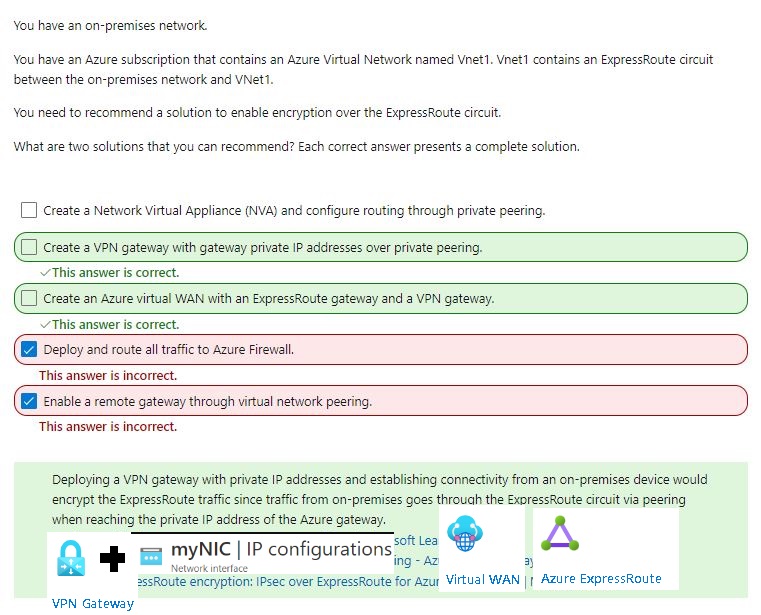 You have an on-premises network.
You have an Azure subscription that contains an Azure Virtual Network named Vnet1. Vnet1 contains an ExpressRoute circuit
between the on-premises network and VNet1.
You need to recommend a solution to enable encryption over the ExpressRoute circuit.
What are two solutions that you can recommend? Each correct answer presents a complete solution.
Create a Network Virtual Appliance (NVA) and configure routing through private peering.
Create a VPN gateway with gateway private IP addresses over private peering.
This answer is correct.
Create an Azure virtual WAN with an ExpressRoute gateway and a VPN gateway.
This answer is correct.
Deploy and route all traffic to Azure Firewall.
This answer is incorrect.
Enable a remote gateway through virtual network peering.
This answer is incorrect.
Deploying a VPN gateway with private IP addresses and establishing connectivity from an on-premises device would
encrypt the ExpressRoute traffic since traffic from on-premises goes through the ExpressRoute circuit via peering
when reaching the private IP address of the Azure gateway.
soft Lea
myNIC | IP configurations
ing - Az
Network interface
essRoute encryption: IPsec over ExpressRoute for Azur
Virtual WAN
Azure ExpressRoute
VPN Gateway